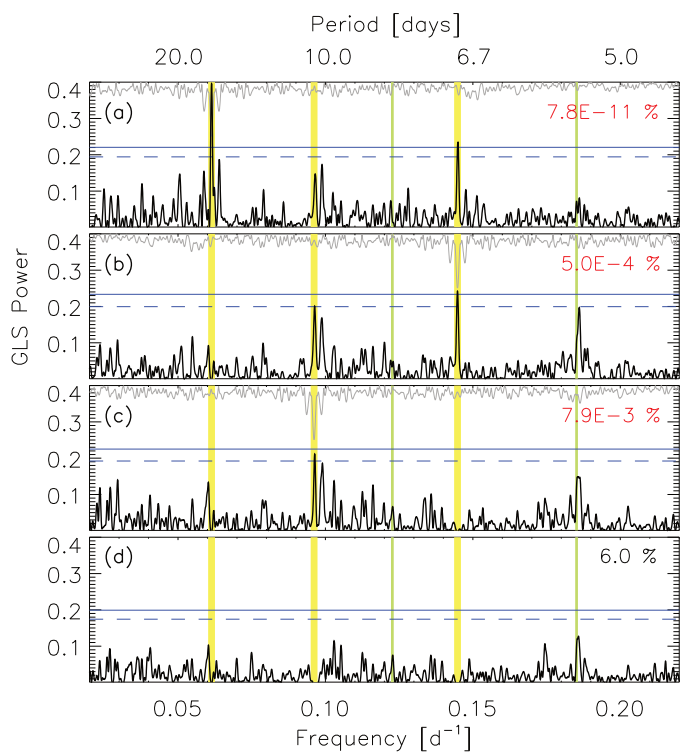 Period [days]
20.0 10.0 6.7 5.0
0.4 (a) 7.8E−11 %
0.3
0.2
0.1
0.4 (b) 5.0E−4 %
0.3
0.2
0.1
0.4 (c) 7.9E−3 %
0.3
0.2
0.1
0.4 (d) 6.0 %
0.3
0.2
0.1
GLS Power
0.05 0.10 0.15 0.20
Frequency [d⁻¹]